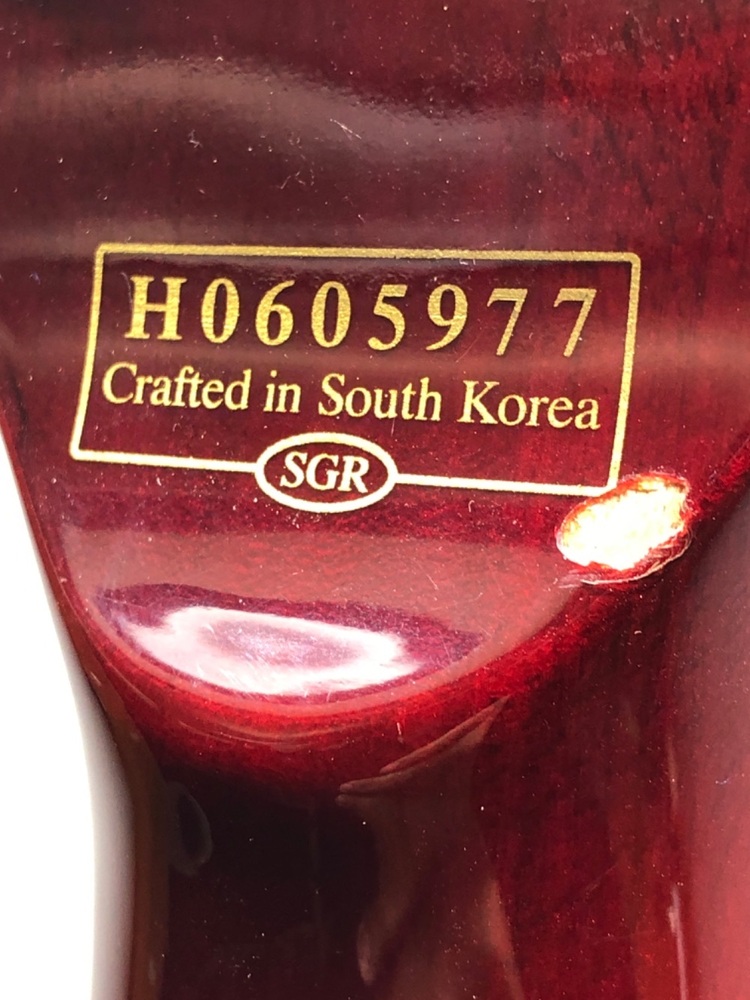 H0605977
Crafted in South Korea
SGR